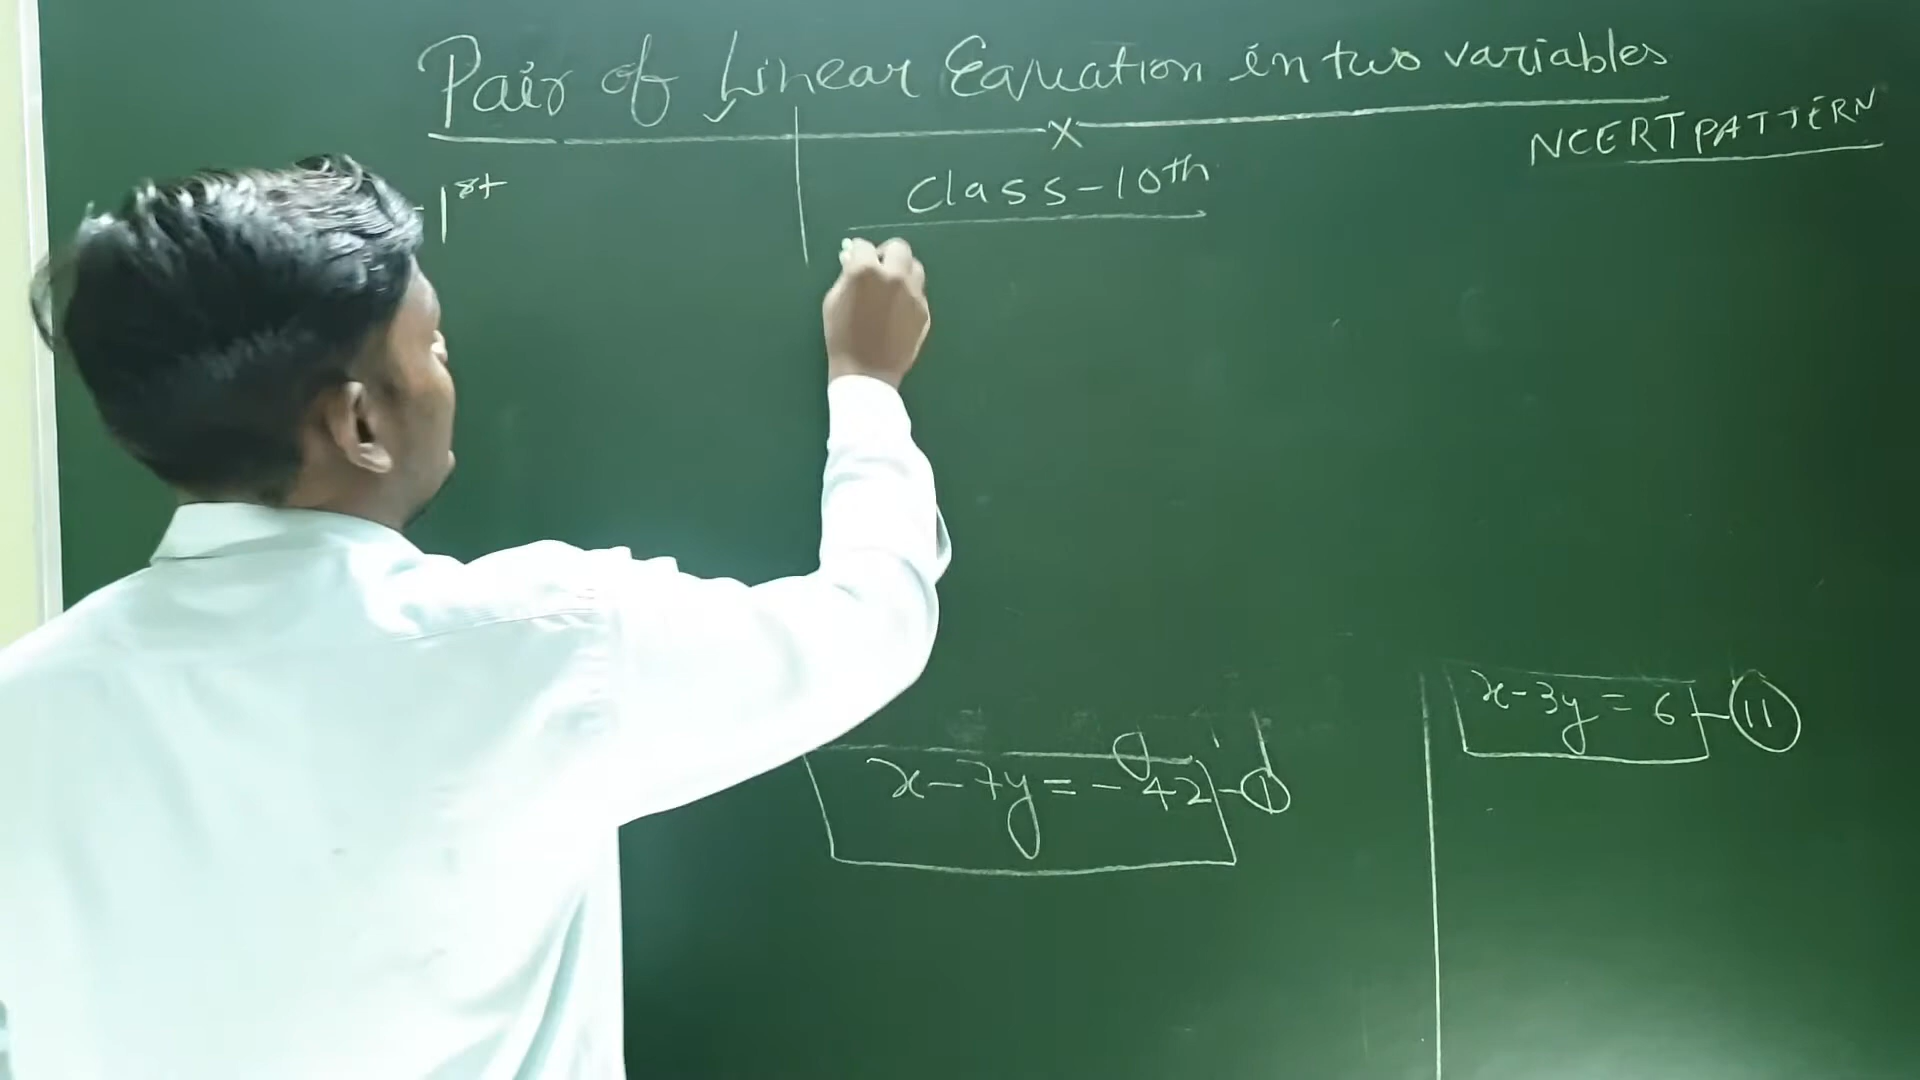 Pair of Linear Equation in two variables
X
NCERT PATTERN
-1st
Class-10th
x-3y = 6 - 11
x-7y = -42 - 1